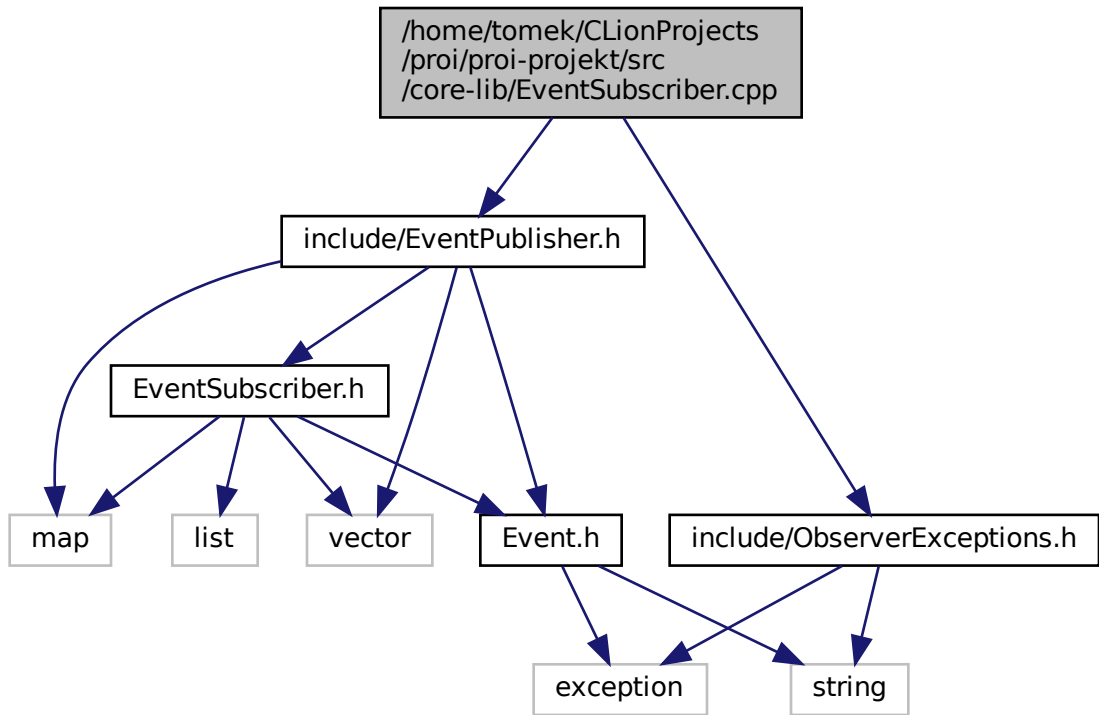 /home/tomek/CLionProjects
/proi/proi-projekt/src
/core-lib/EventSubscriber.cpp
include/EventPublisher.h
EventSubscriber.h
map
list
vector
Event.h
include/ObserverExceptions.h
exception
string